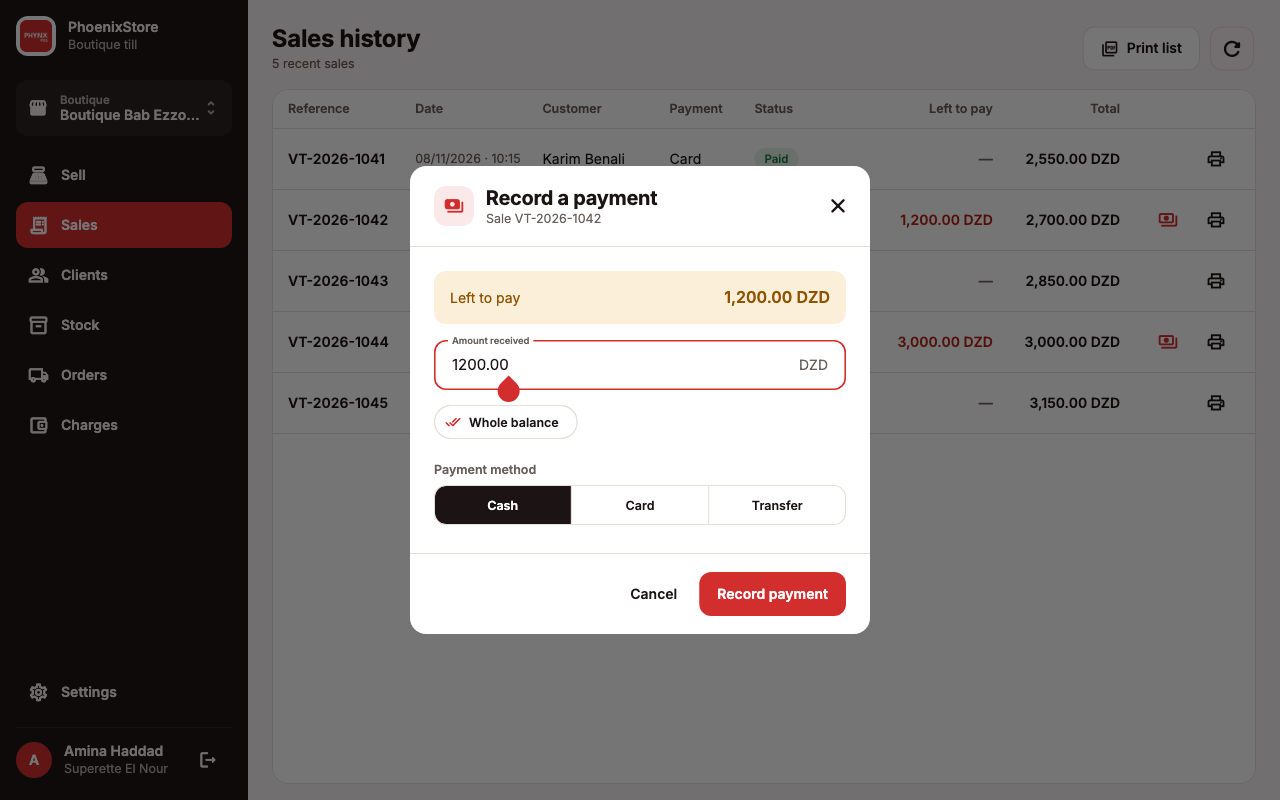 PHYNX
PhoenixStore
Boutique till
Boutique
Boutique Bab Ezzo...
Sell
Sales
Clients
Stock
Orders
Charges
Settings
A
Amina Haddad
Superette El Nour
Sales history
5 recent sales
Print list
Reference Date Customer Payment Status Left to pay Total
VT-2026-1041 08/11/2026 · 10:15 Karim Benali Card Paid — 2,550.00 DZD
VT-2026-1042 1,200.00 DZD 2,700.00 DZD
VT-2026-1043 — 2,850.00 DZD
VT-2026-1044 3,000.00 DZD 3,000.00 DZD
VT-2026-1045 — 3,150.00 DZD
Record a payment
Sale VT-2026-1042
Left to pay 1,200.00 DZD
Amount received
1200.00 DZD
Whole balance
Payment method
Cash Card Transfer
Cancel Record payment